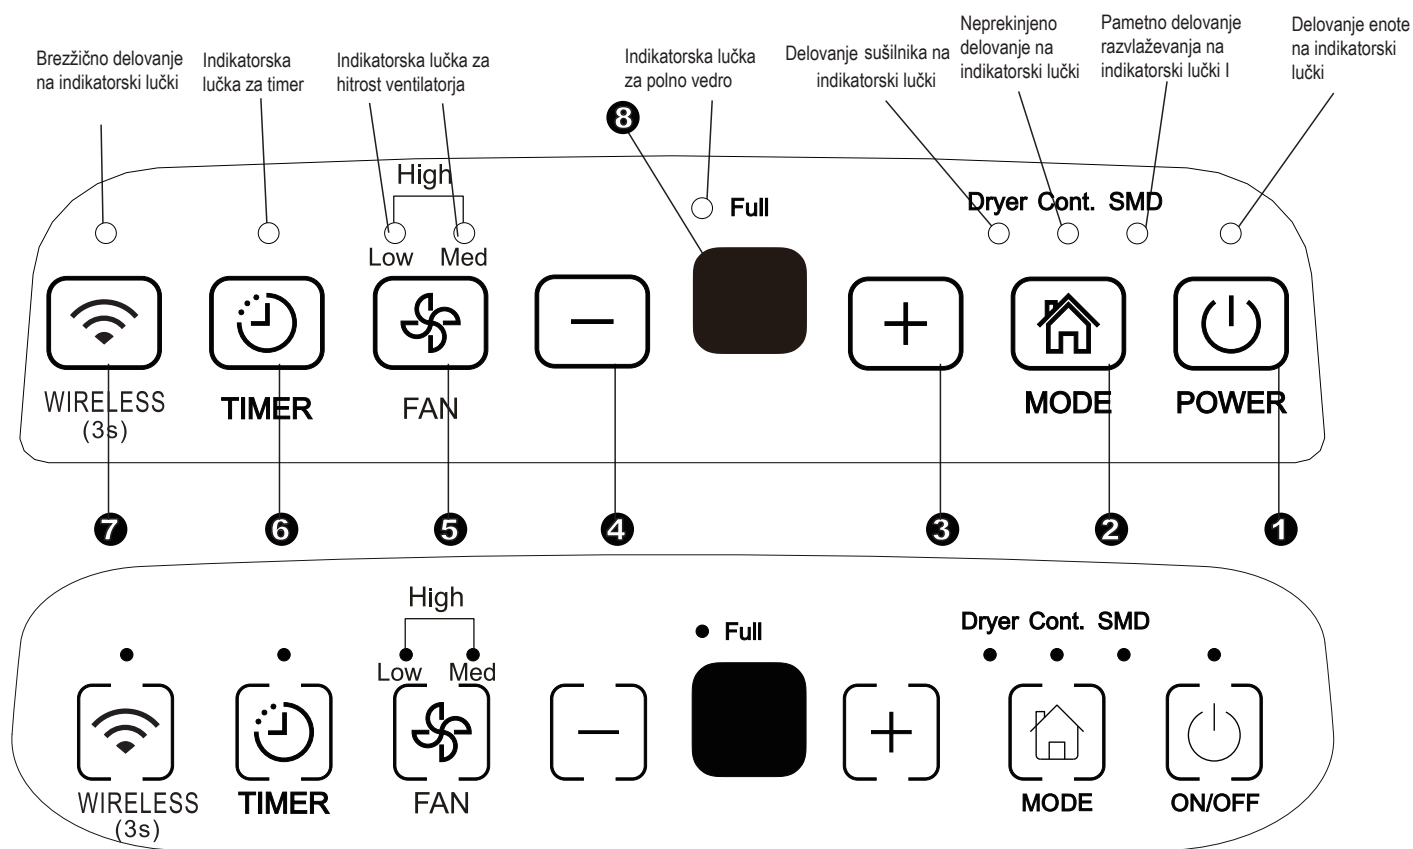 Brezžično delovanje
na indikatorski lučki
Indikatorska
lučka za timer
Indikatorska lučka za
hitrost ventilatorja
Indikatorska lučka
za polno vedro
Delovanje sušilnika na
indikatorski lučki
Neprekinjeno
delovanje na
indikatorski lučki
Pametno delovanje
razvlaževanja na
indikatorski lučki I
Delovanje enote
na indikatorski
lučki
8
High
Low Med
Full
Dryer Cont. SMD
WIRELESS
(3s)
TIMER
FAN
MODE
POWER
7 6 5 4 3 2 1
High
Low Med
Full
Dryer Cont. SMD
WIRELESS
(3s)
TIMER
FAN
MODE
ON/OFF